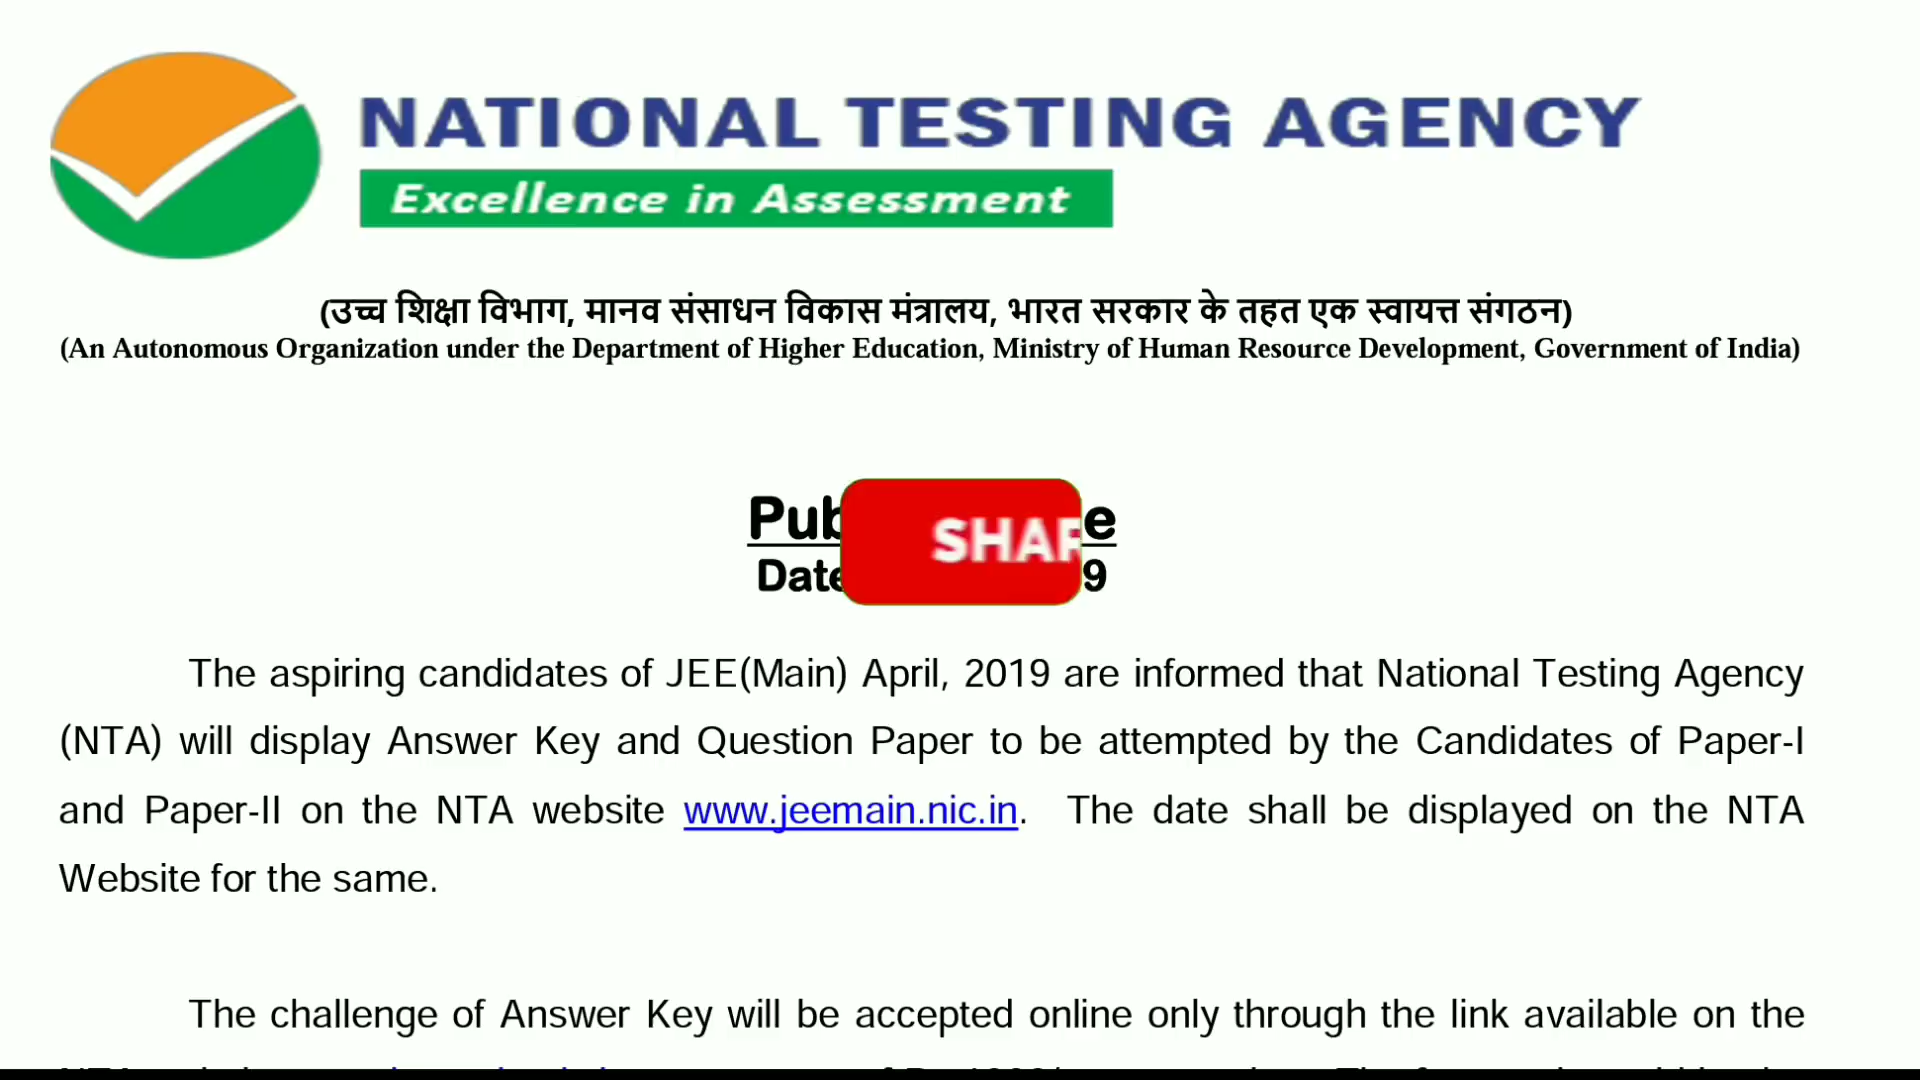 NATIONAL TESTING AGENCY
Excellence in Assessment
(उच्च शिक्षा विभाग, मानव संसाधन विकास मंत्रालय, भारत सरकार के तहत एक स्वायत्त संगठन)
(An Autonomous Organization under the Department of Higher Education, Ministry of Human Resource Development, Government of India)
SHAR
The aspiring candidates of JEE(Main) April, 2019 are informed that National Testing Agency
(NTA) will display Answer Key and Question Paper to be attempted by the Candidates of Paper-I
and Paper-II on the NTA website www.jeemain.nic.in. The date shall be displayed on the NTA
Website for the same.
The challenge of Answer Key will be accepted online only through the link available on the